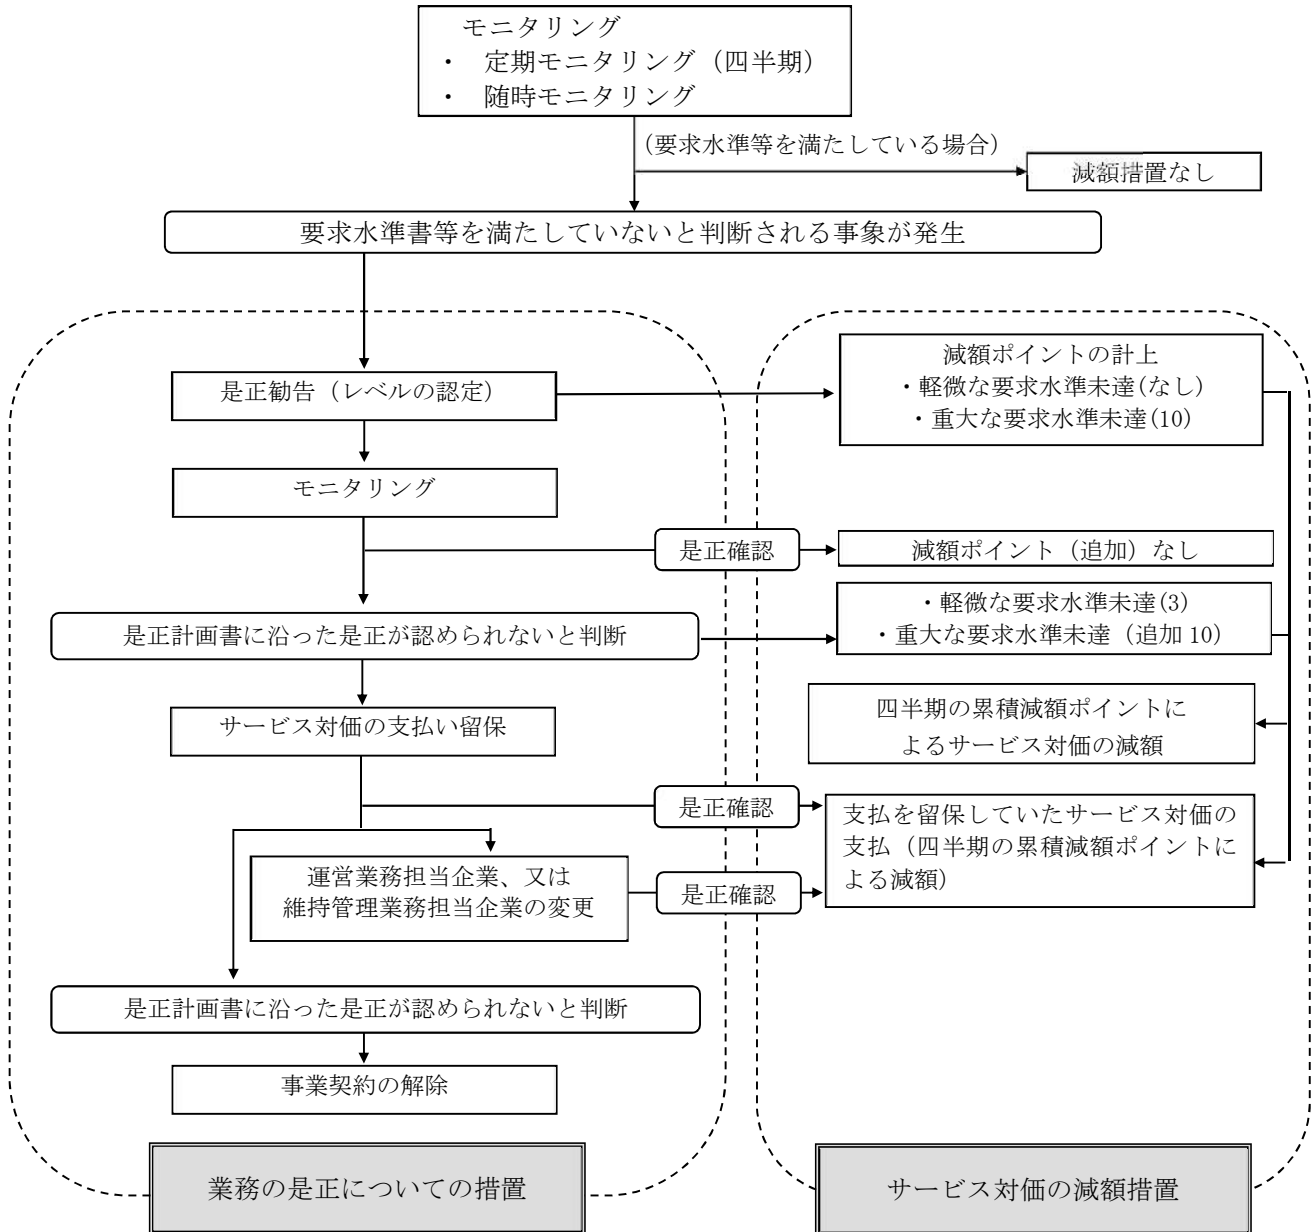 モニタリング
・ 定期モニタリング（四半期）
・ 随時モニタリング
(要求水準等を満たしている場合)
減額措置なし
要求水準書等を満たしていないと判断される事象が発生
是正勧告（レベルの認定）
減額ポイントの計上
・軽微な要求水準未達(なし)
・重大な要求水準未達(10)
モニタリング
是正確認
減額ポイント（追加）なし
是正計画書に沿った是正が認められないと判断
・軽微な要求水準未達(3)
・重大な要求水準未達（追加 10）
サービス対価の支払い留保
四半期の累積減額ポイントに
よるサービス対価の減額
是正確認
支払を留保していたサービス対価の
支払（四半期の累積減額ポイントに
よる減額）
運営業務担当企業、又は
維持管理業務担当企業の変更
是正確認
是正計画書に沿った是正が認められないと判断
事業契約の解除
業務の是正についての措置
サービス対価の減額措置